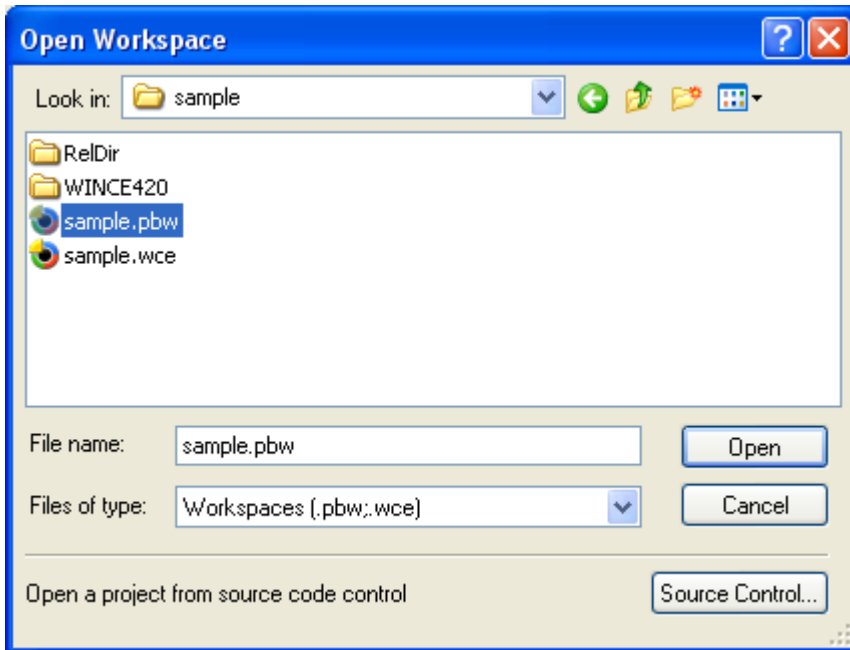 Open Workspace
Look in: sample
RelDir
WINCE420
sample.pbw
sample.wce
File name: sample.pbw Open
Files of type: Workspaces (.pbw;.wce) Cancel
Open a project from source code control Source Control...